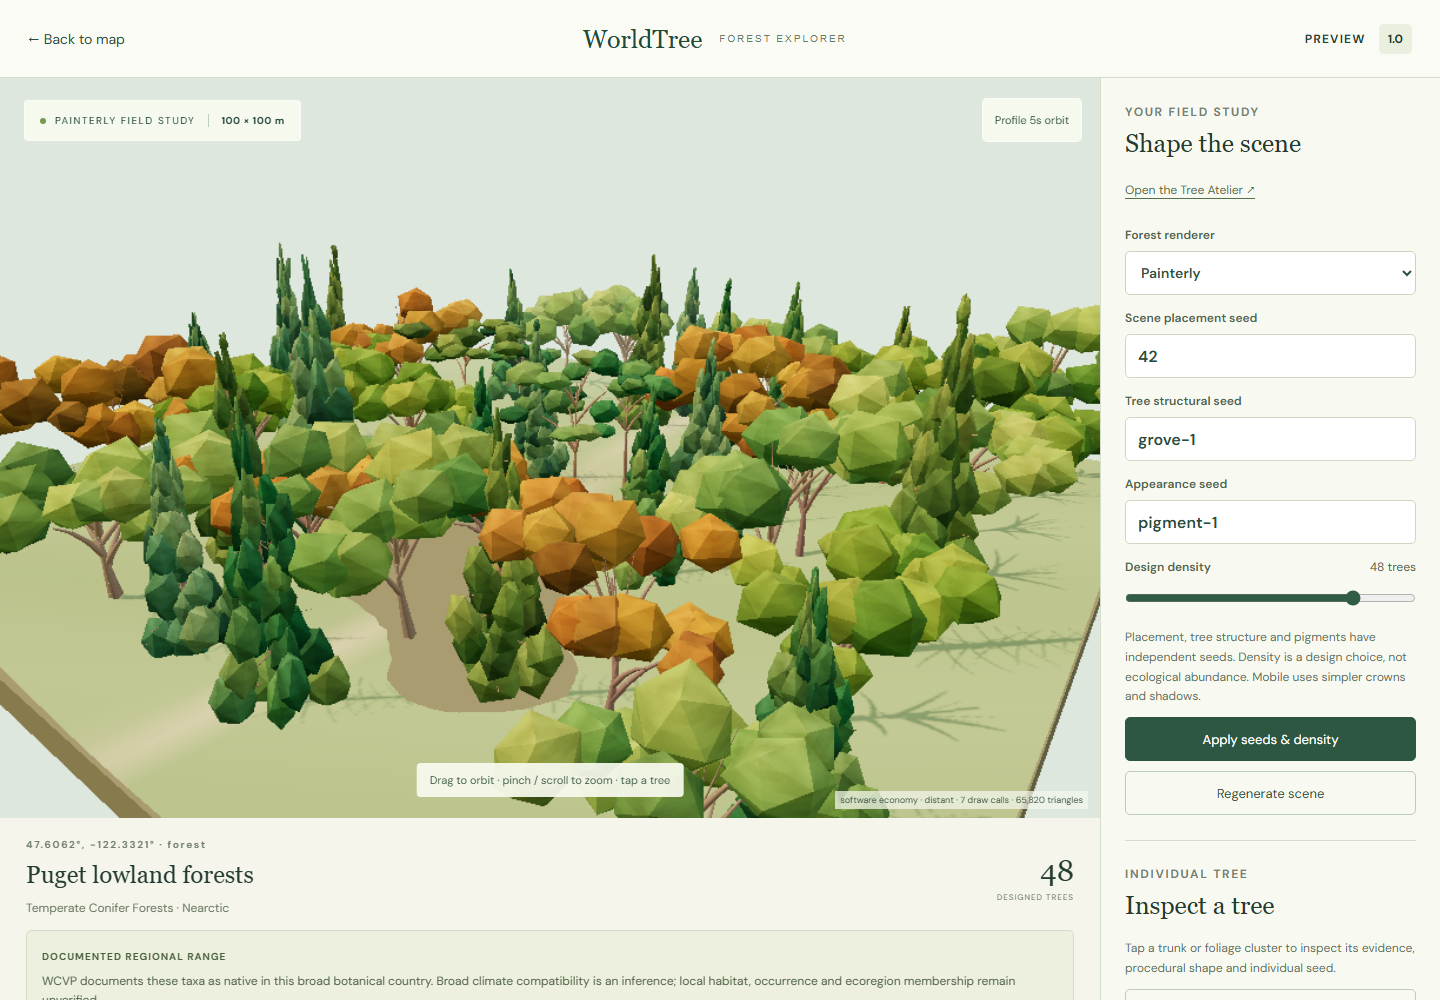 ← Back to map
WorldTree FOREST EXPLORER
PREVIEW 1.0
PAINTERLY FIELD STUDY 100 × 100 m
Profile 5s orbit
Drag to orbit · pinch / scroll to zoom · tap a tree
software economy · distant · 7 draw calls · 65,820 triangles
47.6062°, -122.3321° · forest
Puget lowland forests
Temperate Conifer Forests · Nearctic
48
DESIGNED TREES
DOCUMENTED REGIONAL RANGE
WCVP documents these taxa as native in this broad botanical country. Broad climate compatibility is an inference; local habitat, occurrence and ecoregion membership remain
unverified.
YOUR FIELD STUDY
Shape the scene
Open the Tree Atelier ↗
Forest renderer
Painterly
Scene placement seed
42
Tree structural seed
grove-1
Appearance seed
pigment-1
Design density 48 trees
Placement, tree structure and pigments have
independent seeds. Density is a design choice, not
ecological abundance. Mobile uses simpler crowns
and shadows.
Apply seeds & density
Regenerate scene
INDIVIDUAL TREE
Inspect a tree
Tap a trunk or foliage cluster to inspect its evidence,
procedural shape and individual seed.